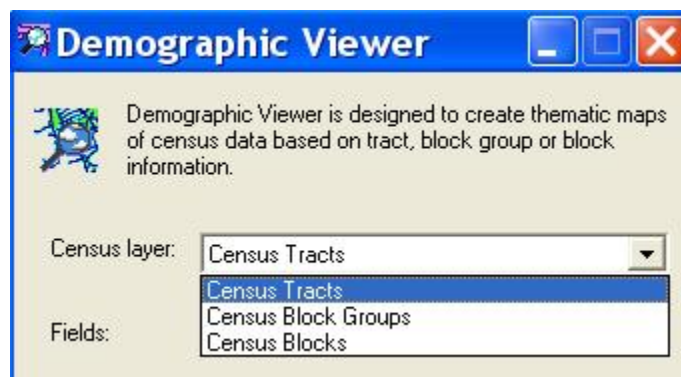 Demographic Viewer
Demographic Viewer is designed to create thematic maps
of census data based on tract, block group or block
information.
Census layer:
Census Tracts
Census Tracts
Census Block Groups
Census Blocks
Fields: